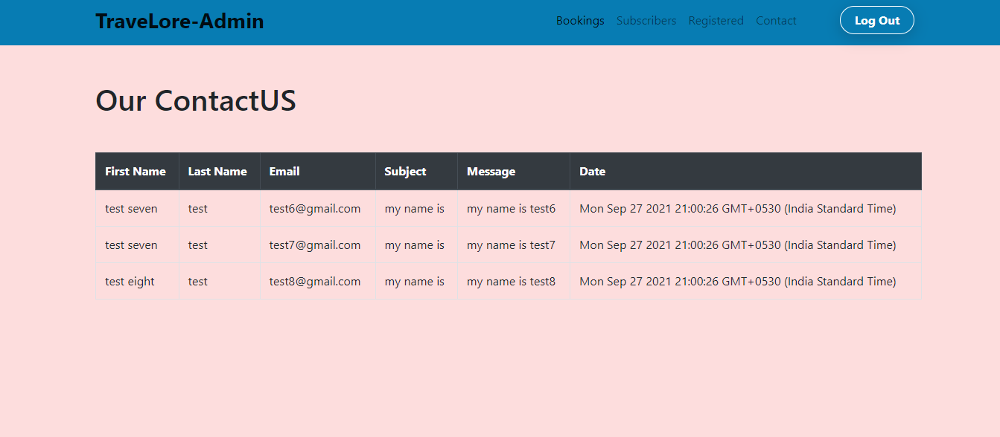 TraveLore-Admin Bookings Subscribers Registered Contact Log Out
Our ContactUS
First Name Last Name Email Subject Message Date
test seven test test6@gmail.com my name is my name is test6 Mon Sep 27 2021 21:00:26 GMT+0530 (India Standard Time)
test seven test test7@gmail.com my name is my name is test7 Mon Sep 27 2021 21:00:26 GMT+0530 (India Standard Time)
test eight test test8@gmail.com my name is my name is test8 Mon Sep 27 2021 21:00:26 GMT+0530 (India Standard Time)